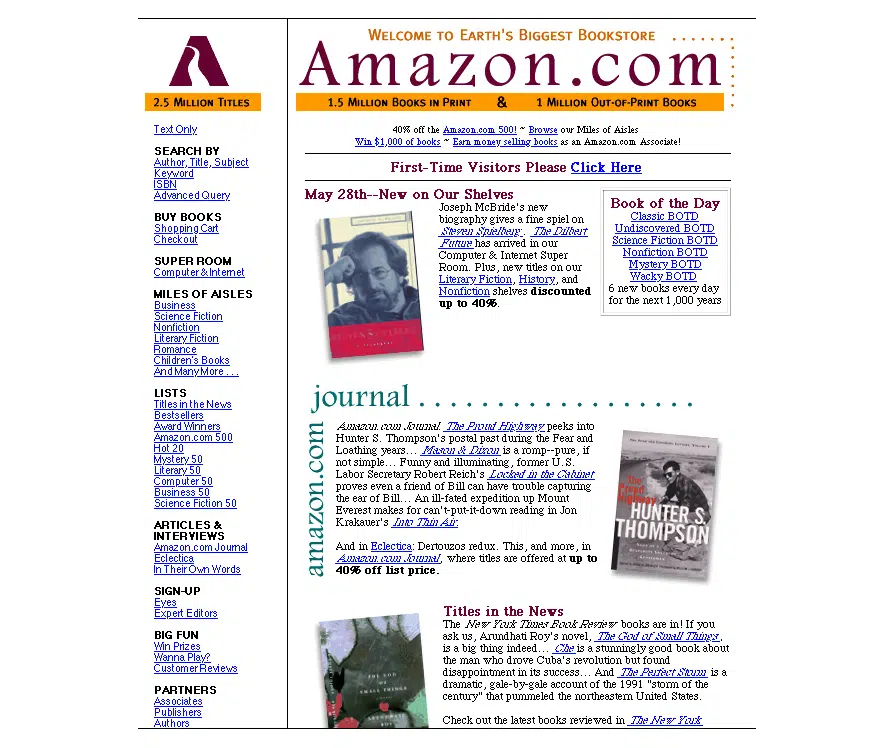 2.5 Million Titles
Text Only
SEARCH BY
Author, Title, Subject
Keyword
ISBN
Advanced Query
BUY BOOKS
Shopping Cart
Checkout
SUPER ROOM
Computer & Internet
MILES OF AISLES
Business
Science Fiction
Nonfiction
Literary Fiction
Romance
Children's Books
And Many More . . .
LISTS
Titles in the News
Bestsellers
Award Winners
Amazon.com 500
Hot 20
Mystery 50
Literary 50
Computer 50
Business 50
Science Fiction 50
ARTICLES &
INTERVIEWS
Amazon.com Journal
Eclectica
In Their Own Words
SIGN-UP
Eyes
Expert Editors
BIG FUN
Win Prizes
Wanna Play?
Customer Reviews
PARTNERS
Associates
Publishers
Authors
Welcome to Earth's Biggest Bookstore
Amazon.com
1.5 Million Books in Print & 1 Million Out-of-Print Books
40% off the Amazon.com 500! ~ Browse our Miles of Aisles
Win $1,000 of books ~ Earn money selling books as an Amazon.com Associate!
First-Time Visitors Please Click Here
May 28th--New on Our Shelves
Joseph McBride's new
biography gives a fine spiel on
Steven Spielberg. The Dilbert
Future has arrived in our
Computer & Internet Super
Room. Plus, new titles on our
Literary Fiction, History, and
Nonfiction shelves discounted
up to 40%.
Book of the Day
Classic BOTD
Undiscovered BOTD
Science Fiction BOTD
Nonfiction BOTD
Mystery BOTD
Wacky BOTD
6 new books every day
for the next 1,000 years
journal . . . . . . . . . . . . . . . . . .
amazon.com
Amazon.com Journal. The Proud Highway peeks into
Hunter S. Thompson's postal past during the Fear and
Loathing years... Mason & Dixon is a romp--pure, if
not simple... Funny and illuminating, former U.S.
Labor Secretary Robert Reich's Locked in the Cabinet
proves even a friend of Bill can have trouble capturing
the ear of Bill... An ill-fated expedition up Mount
Everest makes for can't-put-it-down reading in Jon
Krakauer's Into Thin Air.
And in Eclectica: Dertouzos redux. This, and more, in
Amazon.com Journal, where titles are offered at up to
40% off list price.
The Proud
Highway
HUNTER S.
THOMPSON
Titles in the News
The New York Times Book Review books are in! If you
ask us, Arundhati Roy's novel, The God of Small Things,
is a big thing indeed... Che is a stunningly good book about
the man who drove Cuba's revolution but found
disappointment in its success... And The Perfect Storm is a
dramatic, gale-by-gale account of the 1991 "storm of the
century" that pummeled the northeastern United States.
Check out the latest books reviewed in The New York
THE GOD OF
SMALL THINGS